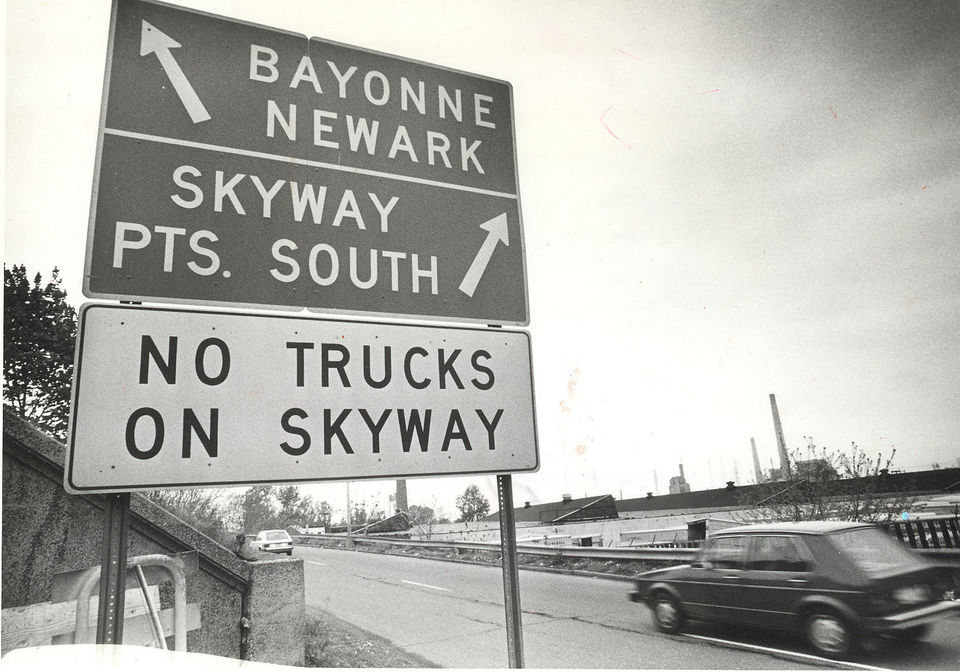 BAYONNE
NEWARK
SKYWAY
PTS. SOUTH
NO TRUCKS
ON SKYWAY